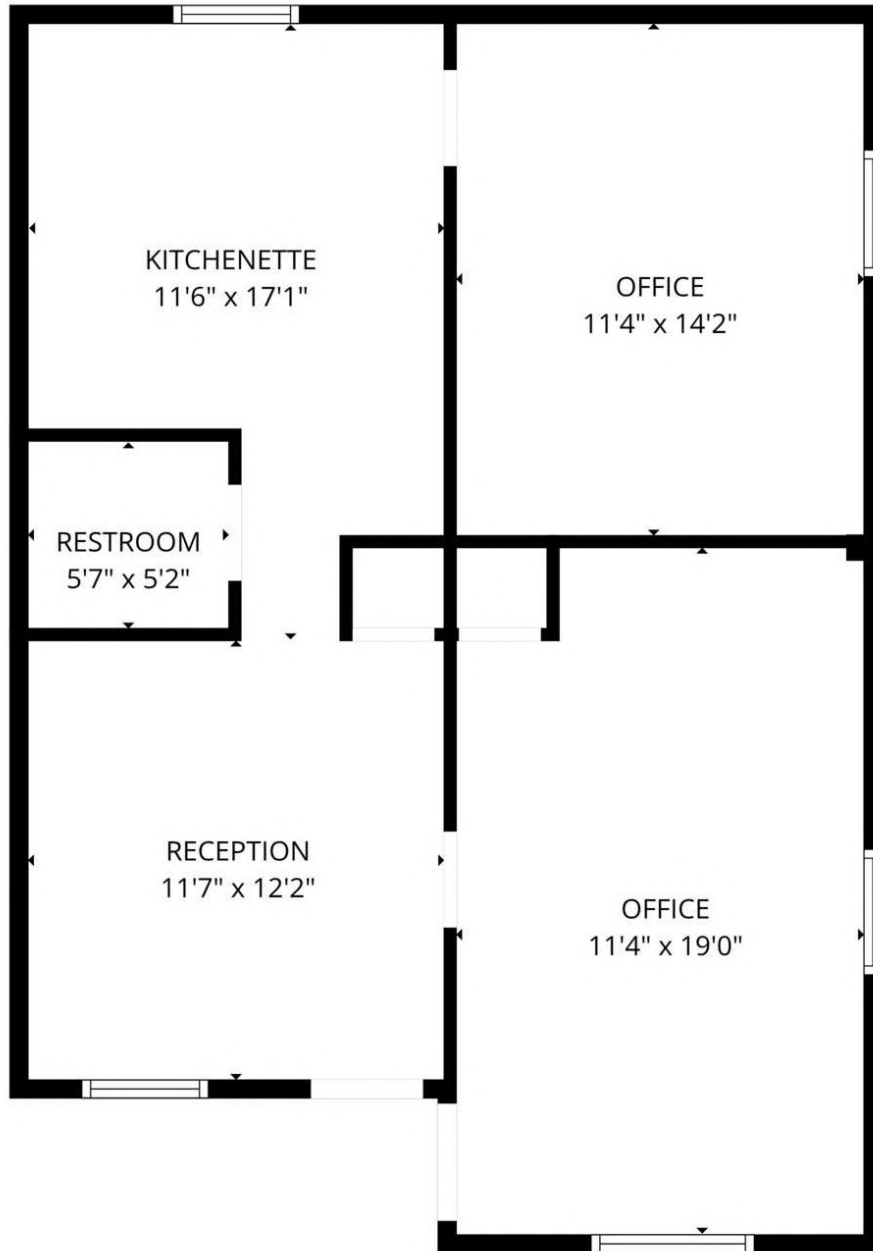 KITCHENETTE
11'6" x 17'1"
OFFICE
11'4" x 14'2"
RESTROOM
5'7" x 5'2"
RECEPTION
11'7" x 12'2"
OFFICE
11'4" x 19'0"